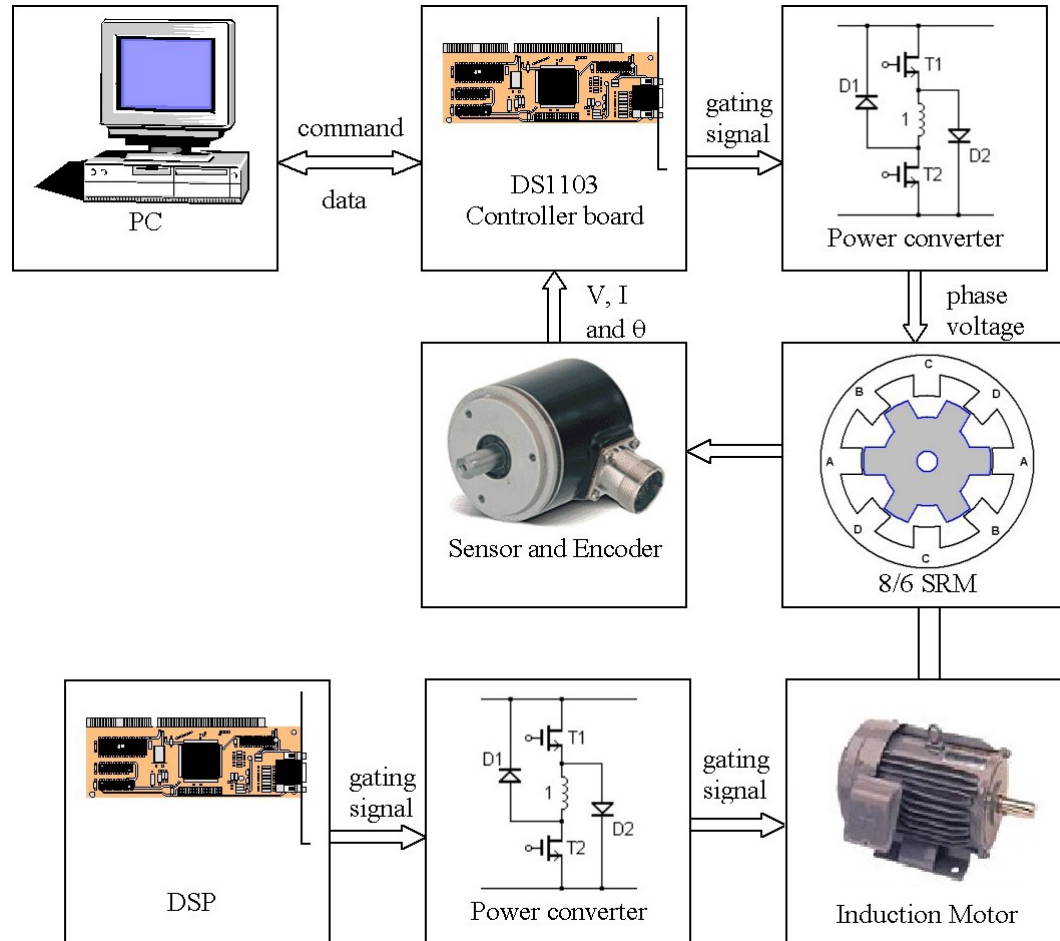 PC
command
data
DS1103
Controller board
gating
signal
T1
D1
1
D2
T2
Power converter
V, I
and θ
phase
voltage
Sensor and Encoder
C
B
D
A
A
D
B
C
8/6 SRM
DSP
gating
signal
T1
D1
1
D2
T2
Power converter
gating
signal
Induction Motor